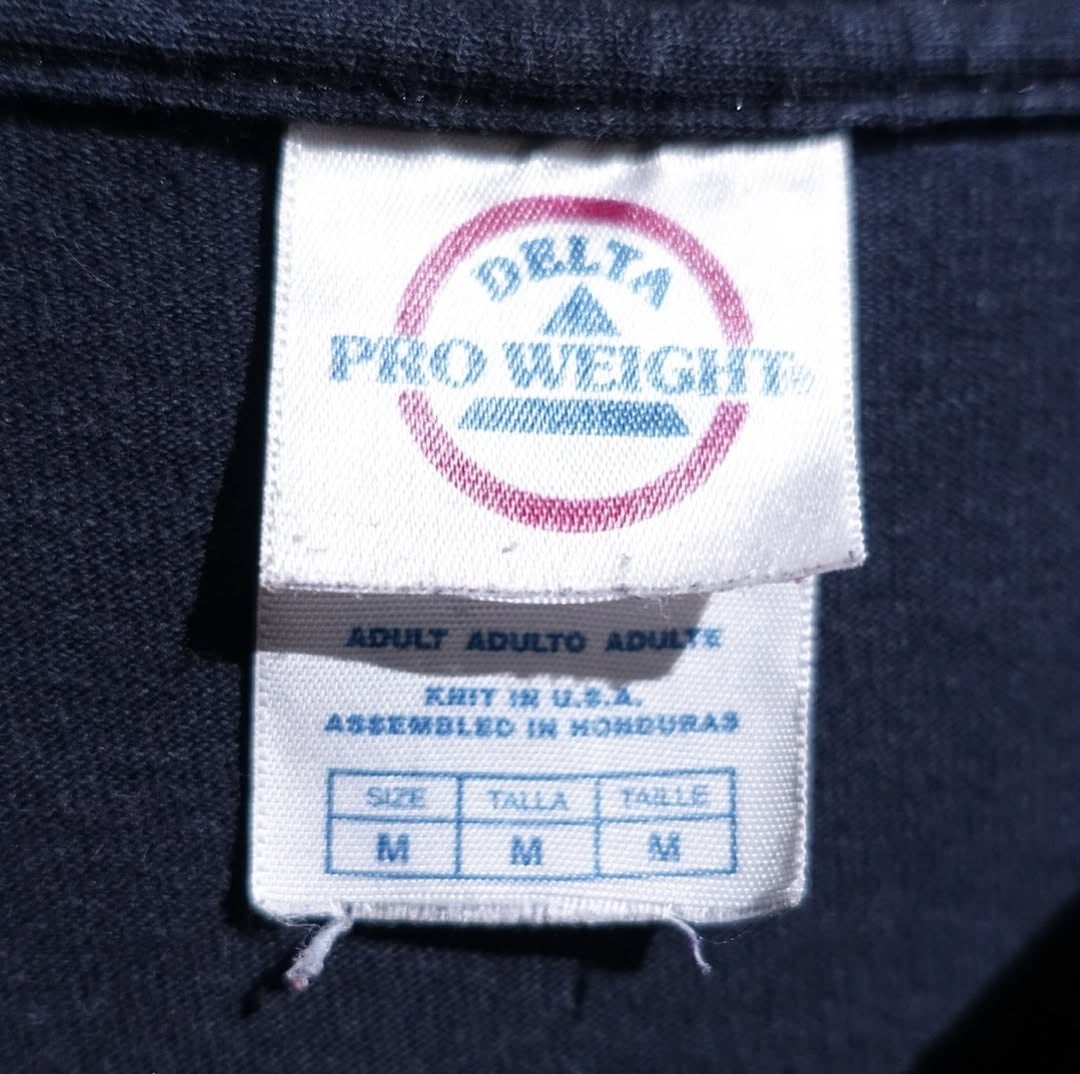 DELTA
PRO WEIGHT®
ADULT ADULTO ADULTE
KNIT IN U.S.A.
ASSEMBLED IN HONDURAS
SIZE TALLA TAILLE
M M M